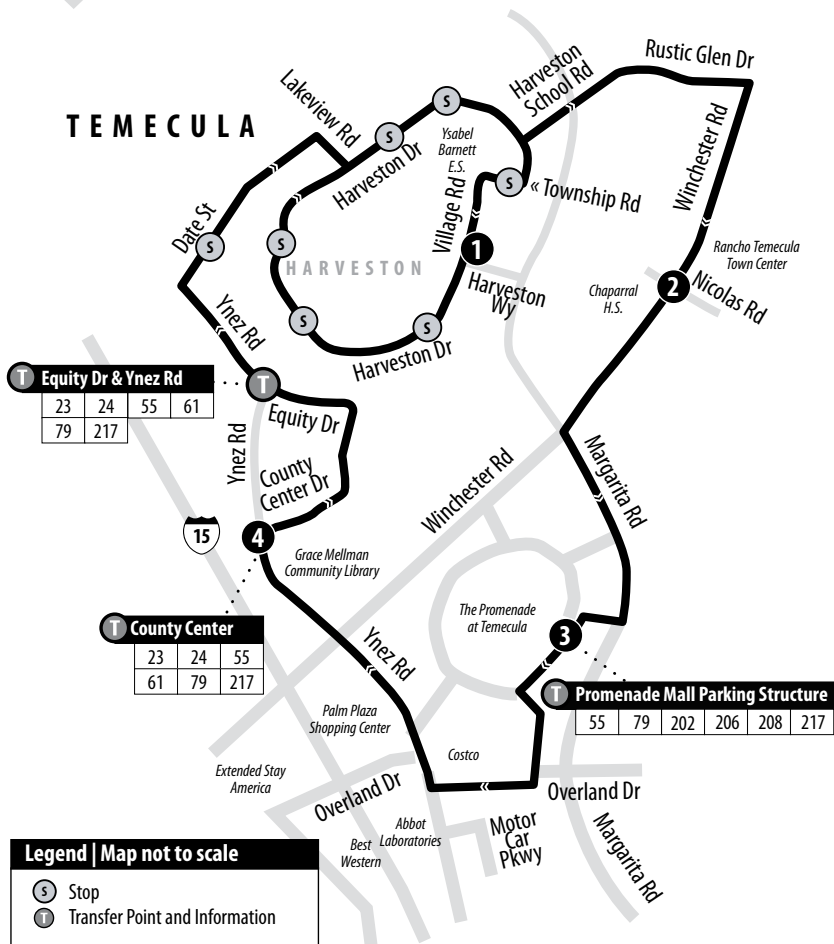 Rustic Glen Dr
Harveston
School Rd
Lakeview Rd
TEMECULA
S
Ysabel
Barnett
E.S.
Winchester Rd
S
Harveston Dr
S
« Township Rd
Village Rd
Date St
S
S
HARVESTON
1
Rancho Temecula
Town Center
Harveston
Wy
Chaparral
H.S.
2
Nicolas Rd
Ynez Rd
S
S
Harveston Dr
T Equity Dr & Ynez Rd
23 24 55 61
79 217
T
Equity Dr
Ynez Rd
County
Center Dr
Winchester Rd
Margarita Rd
15
4
Grace Mellman
Community Library
The Promenade
at Temecula
3
T County Center
23 24 55
61 79 217
Ynez Rd
T Promenade Mall Parking Structure
55 79 202 206 208 217
Palm Plaza
Shopping Center
Costco
Extended Stay
America
Overland Dr
Overland Dr
Abbot
Laboratories
Best
Western
Motor
Car
Pkwy
Margarita Rd
Legend | Map not to scale
S Stop
T Transfer Point and Information